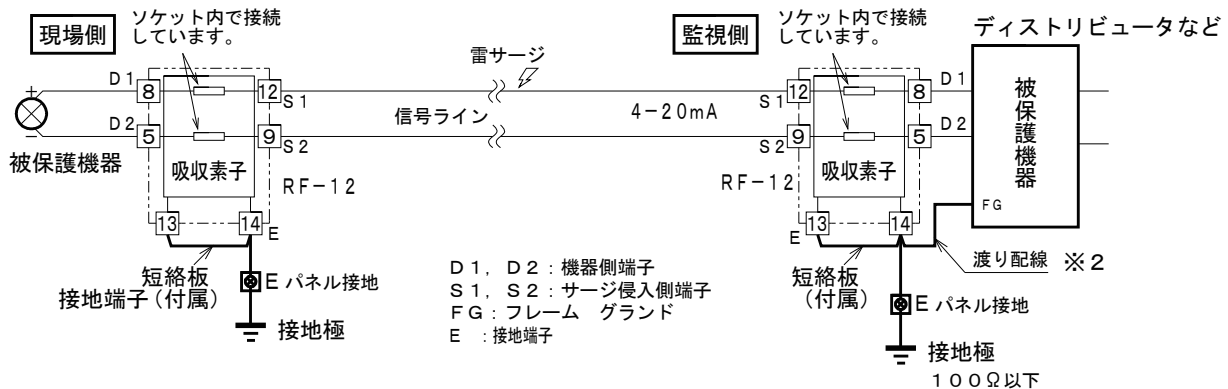 現場側
ソケット内で接続
しています。
監視側
ソケット内で接続
しています。
ディストリビュータなど
雷サージ
D1
8
12
S1
12
S1
8
D1
+
信号ライン
4-20mA
D2
5
9
S2
9
S2
5
D2
-
被保護機器
被保護機器
吸収素子
RF-12
RF-12
吸収素子
FG
13
14
E
13
14
E
短絡板
接地端子(付属)
E パネル接地
接地極
D1, D2:機器側端子
S1, S2:サージ侵入側端子
FG:フレーム グランド
E :接地端子
短絡板
(付属)
渡り配線 ※2
E パネル接地
接地極
100Ω以下